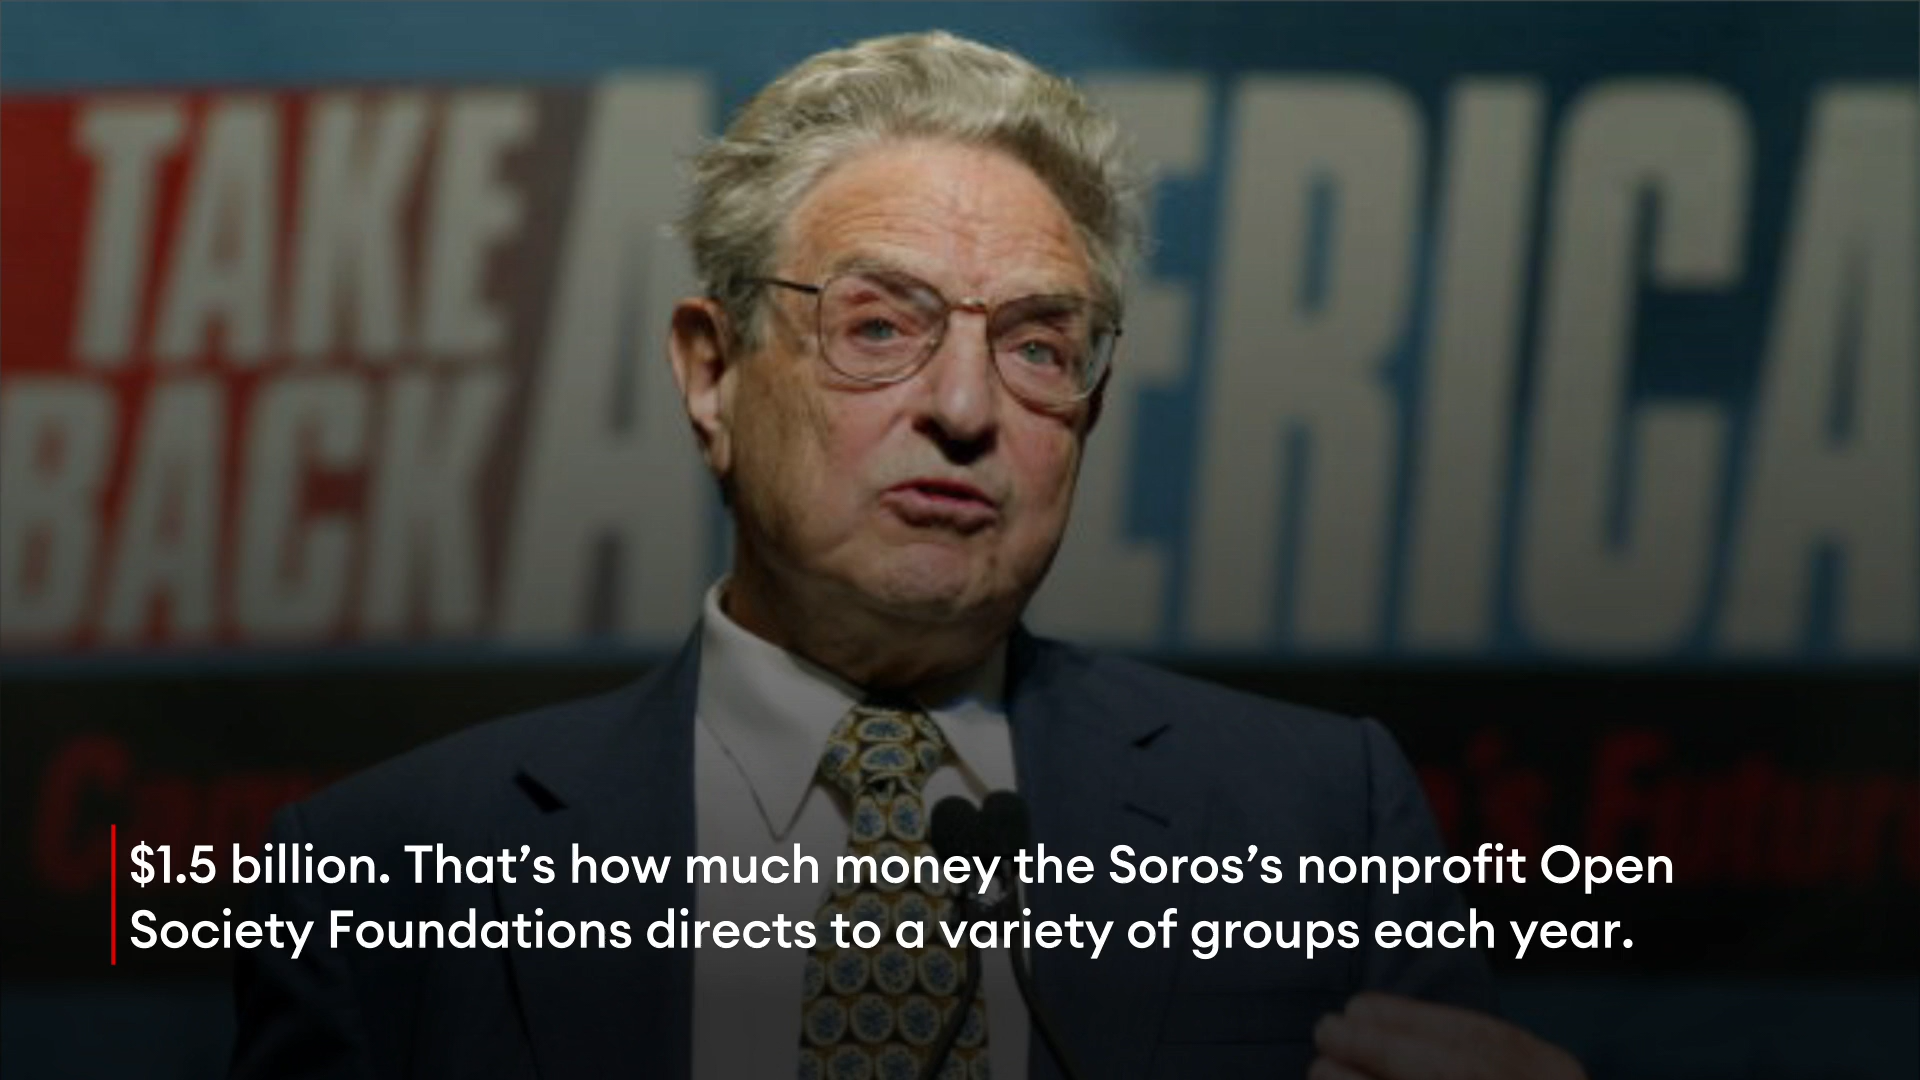 TAKE
BACK
AMERICA
$1.5 billion. That’s how much money the Soros’s nonprofit Open
Society Foundations directs to a variety of groups each year.